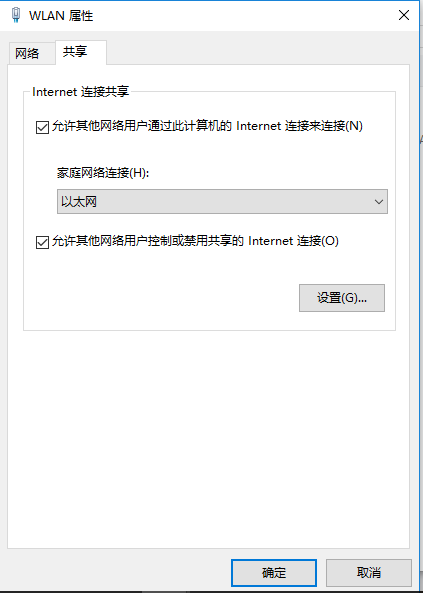 WLAN 属性
网络
共享
Internet 连接共享
允许其他网络用户通过此计算机的 Internet 连接来连接(N)
家庭网络连接(H):
以太网
允许其他网络用户控制或禁用共享的 Internet 连接(O)
设置(G)...
确定
取消